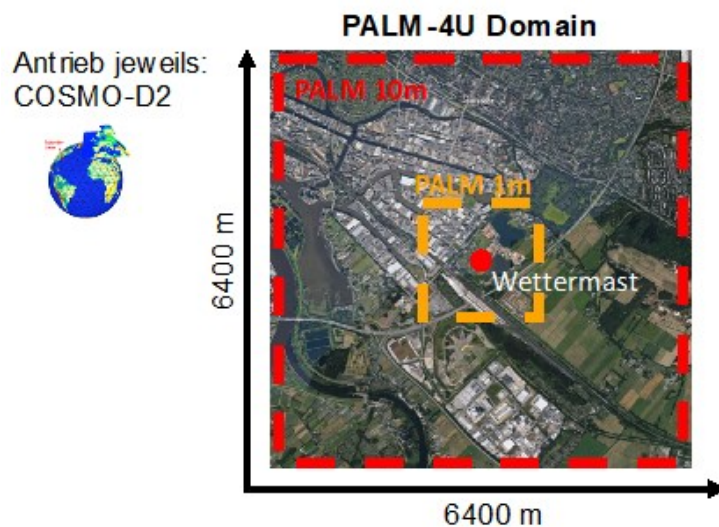 PALM-4U Domain
Antrieb jeweils:
COSMO-D2
PALM 10m
PALM 1m
Wettermast
6400 m
6400 m